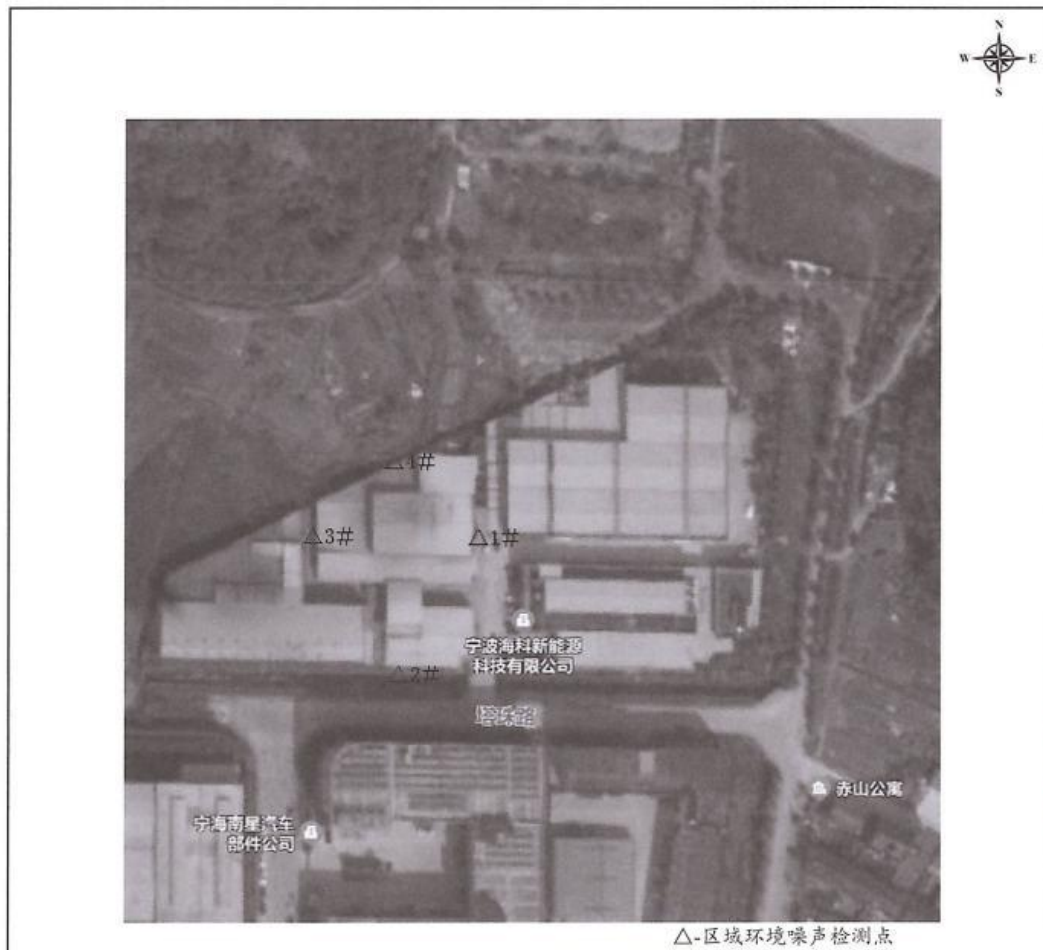 N
W E
S
△4#
△3#
△1#
宁波海科新能源
科技有限公司
△2#
塔珠路
赤山公寓
宁海南星汽车
部件公司
△-区域环境噪声检测点